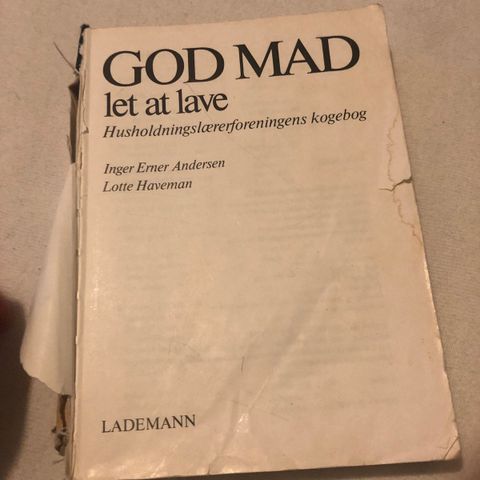 GOD MAD
let at lave
Husholdningslærerforeningens kogebog
Inger Erner Andersen
Lotte Haveman
LADEMANN